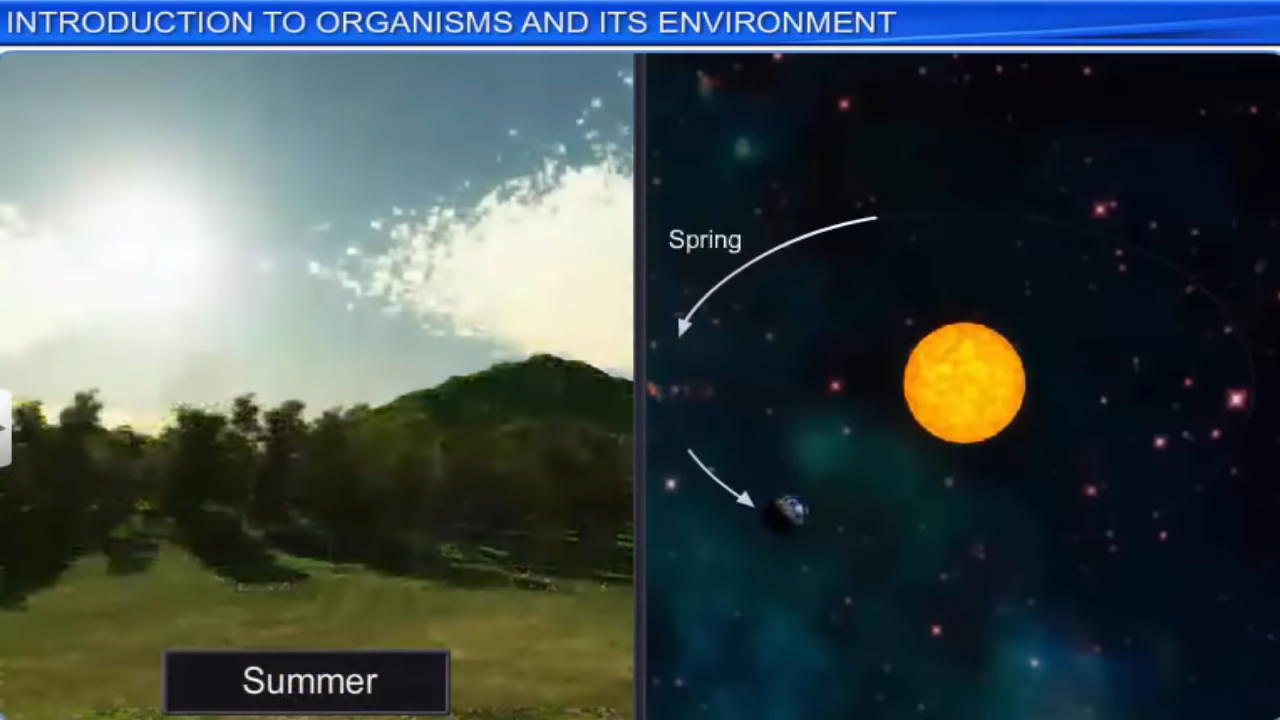 INTRODUCTION TO ORGANISMS AND ITS ENVIRONMENT
Spring
Summer